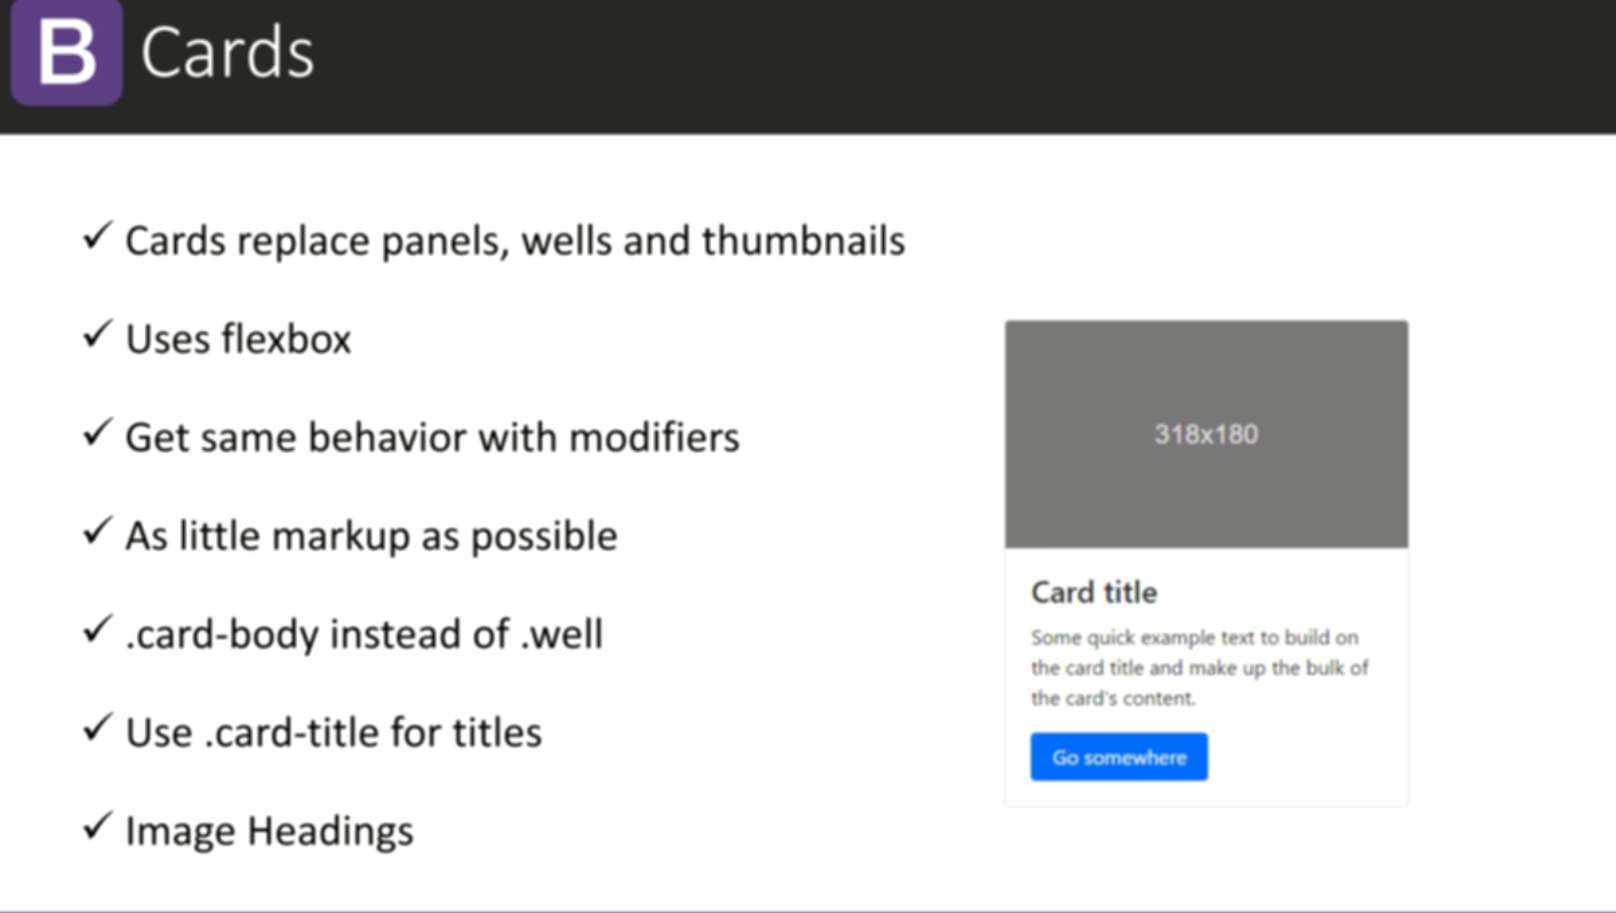 B Cards
✓ Cards replace panels, wells and thumbnails
✓ Uses flexbox
✓ Get same behavior with modifiers
✓ As little markup as possible
✓ .card-body instead of .well
✓ Use .card-title for titles
✓ Image Headings
318x180
Card title
Some quick example text to build on
the card title and make up the bulk of
the card's content.
Go somewhere